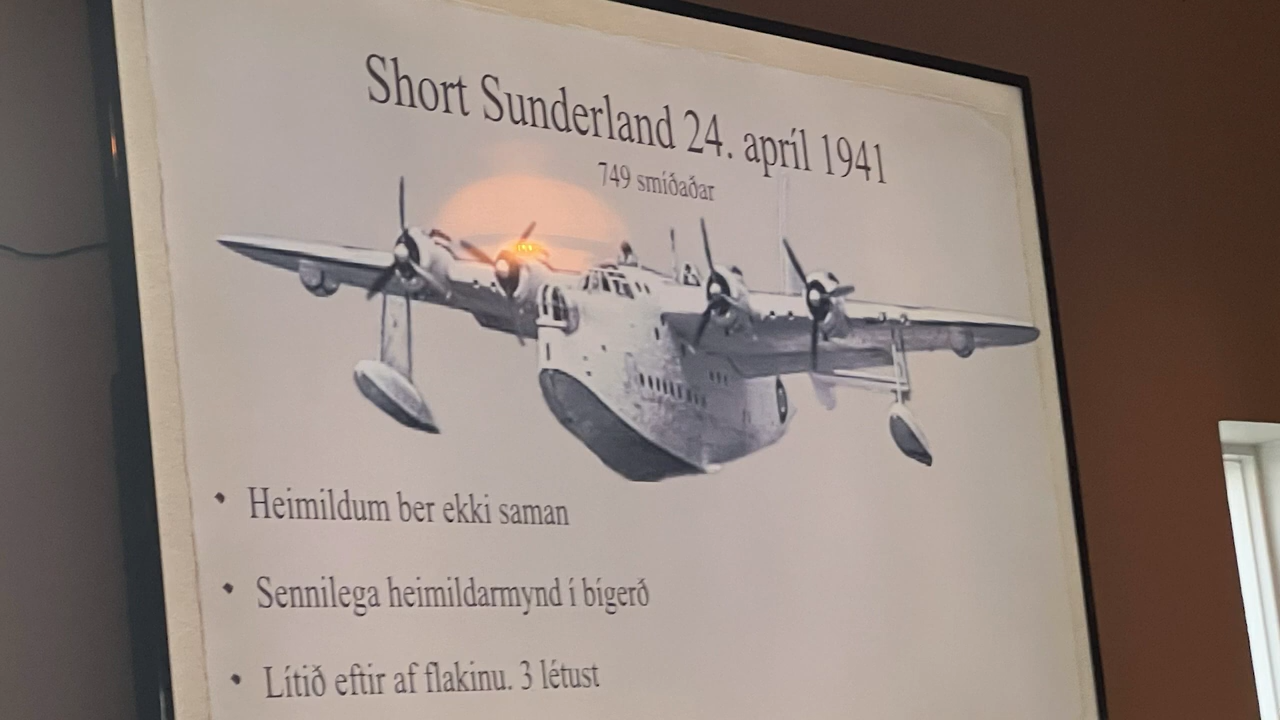 Short Sunderland 24. apríl 1941
749 smíðaðar
• Heimildum ber ekki saman
• Sennilega heimildarmynd í bígerð
• Lítið eftir af flakinu. 3 létust